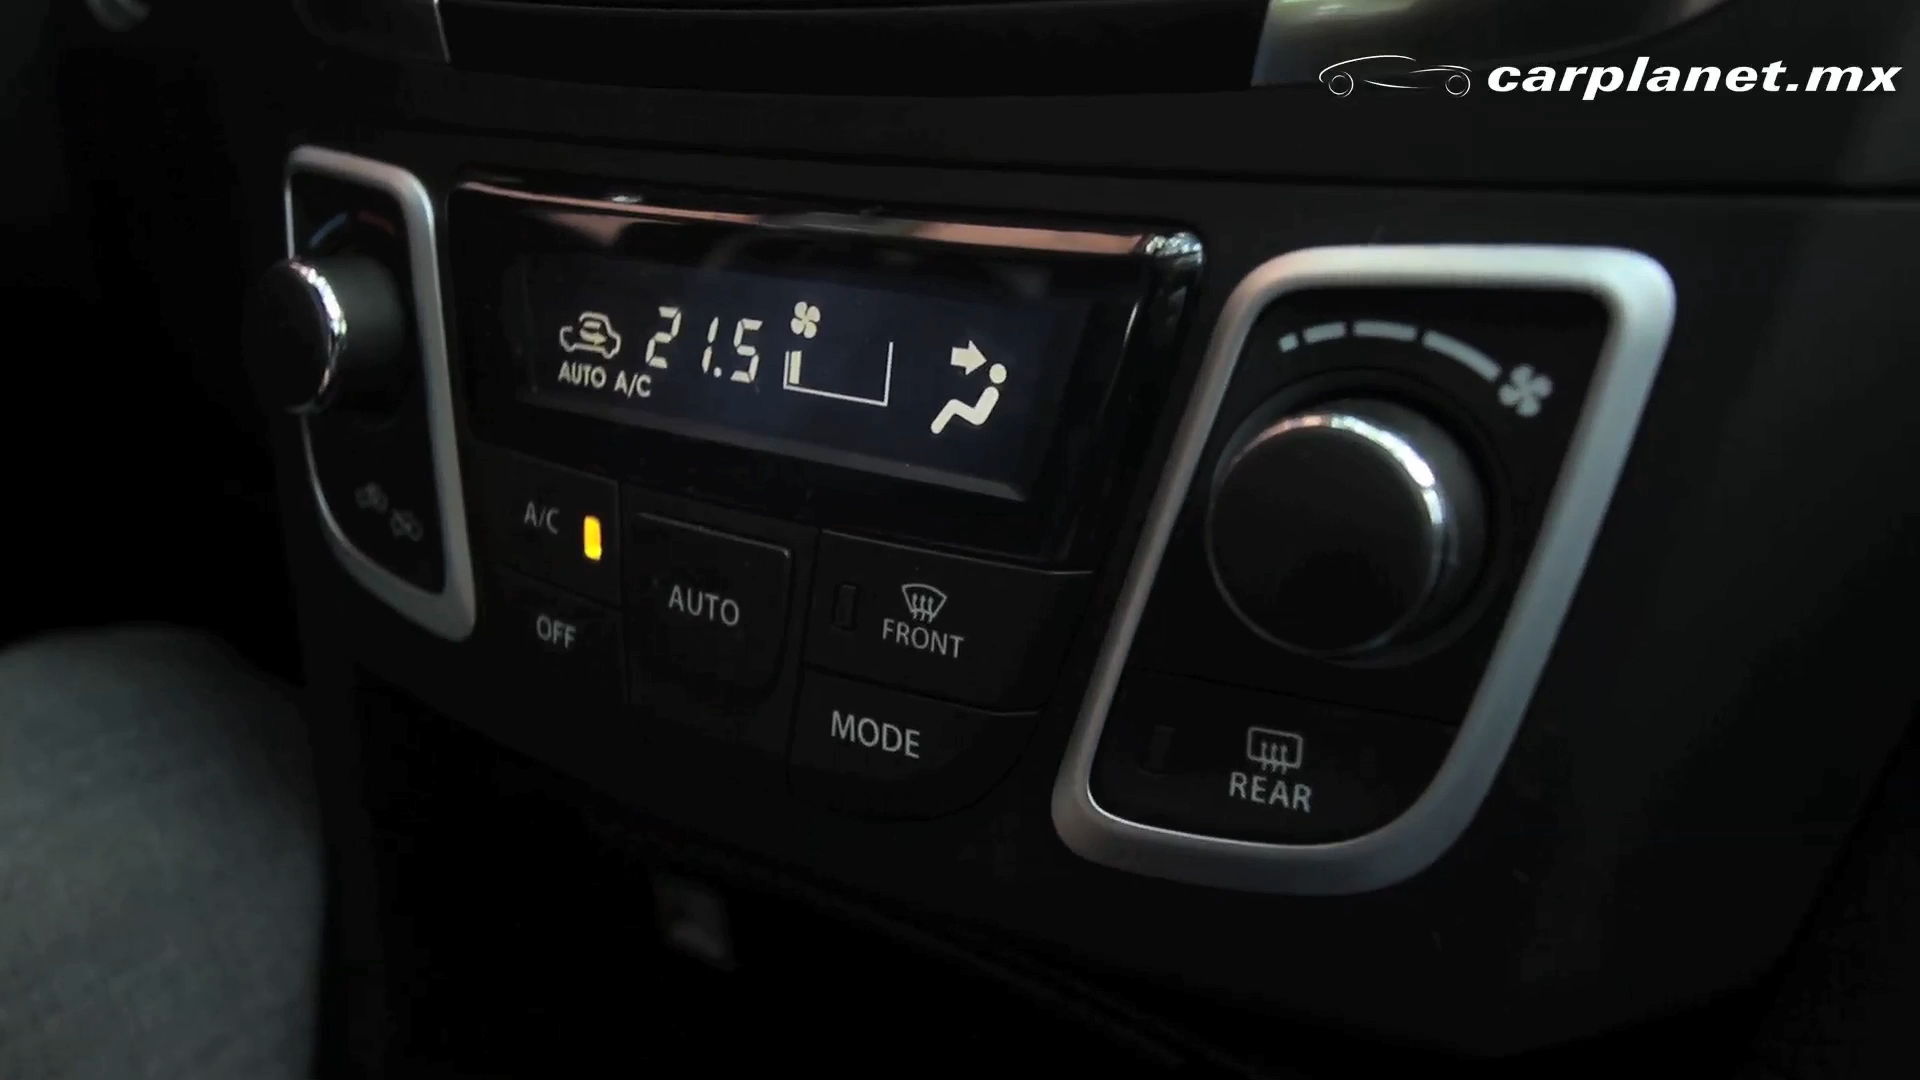 carplanet.mx
21.5
AUTO A/C
A/C
OFF
AUTO
FRONT
MODE
REAR